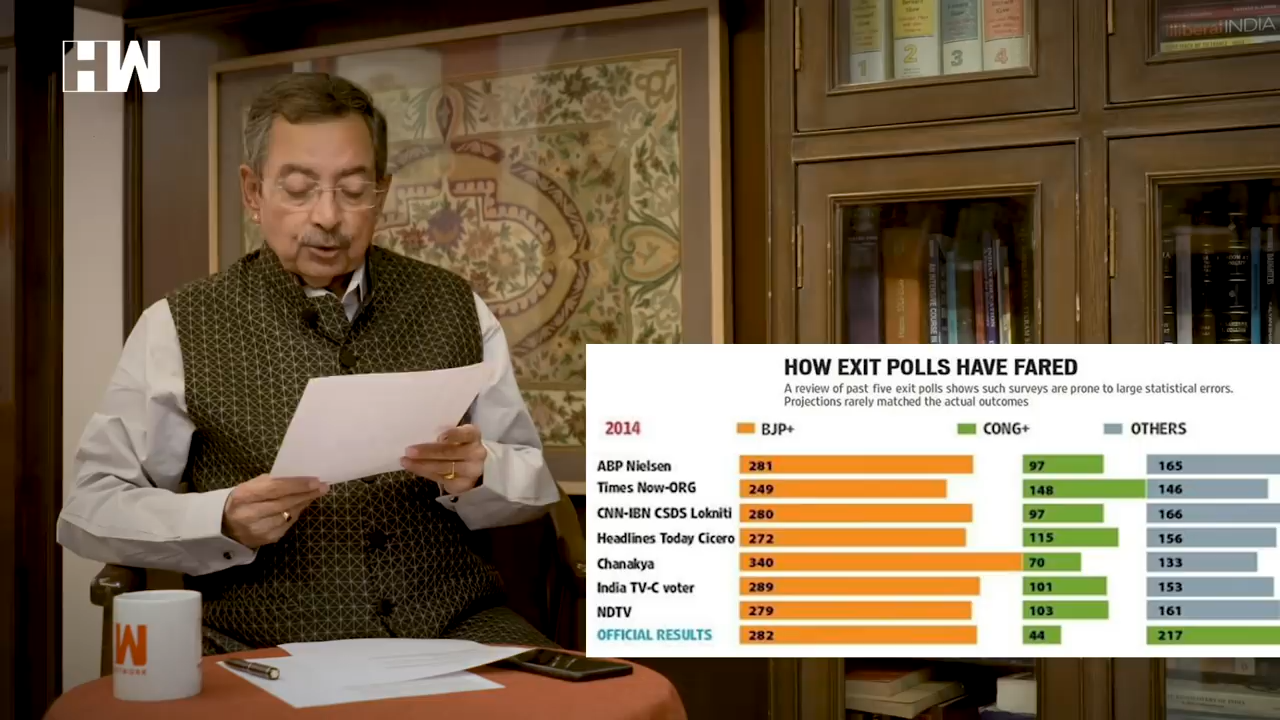 HW
1 2 3 4
illiberal INDIA
HOW EXIT POLLS HAVE FARED
A review of past five exit polls shows such surveys are prone to large statistical errors.
Projections rarely matched the actual outcomes
2014 BJP+ CONG+ OTHERS
ABP Nielsen 281 97 165
Times Now-ORG 249 148 146
CNN-IBN CSDS Lokniti 280 97 166
Headlines Today Cicero 272 115 156
Chanakya 340 70 133
India TV-C voter 289 101 153
NDTV 279 103 161
OFFICIAL RESULTS 282 44 217
W
NETWORK